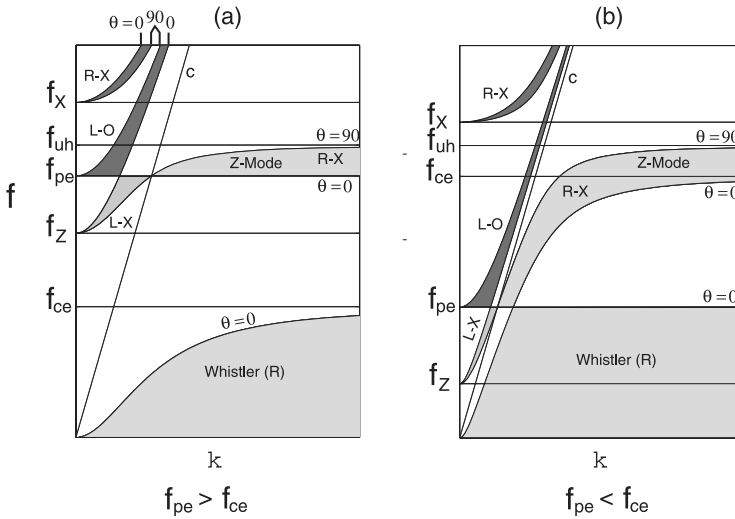 (a)
θ=0 90 0
c
R-X
f_X
L-O
f_uh
θ=90
Z-Mode
R-X
f_pe
θ=0
f
L-X
f_Z
f_ce
θ=0
Whistler (R)
k
f_pe > f_ce
(b)
c
R-X
f_X
f_uh
θ=90
Z-Mode
f_ce
R-X
θ=0
L-O
f_pe
θ=0
L-X
Whistler (R)
f_Z
k
f_pe < f_ce